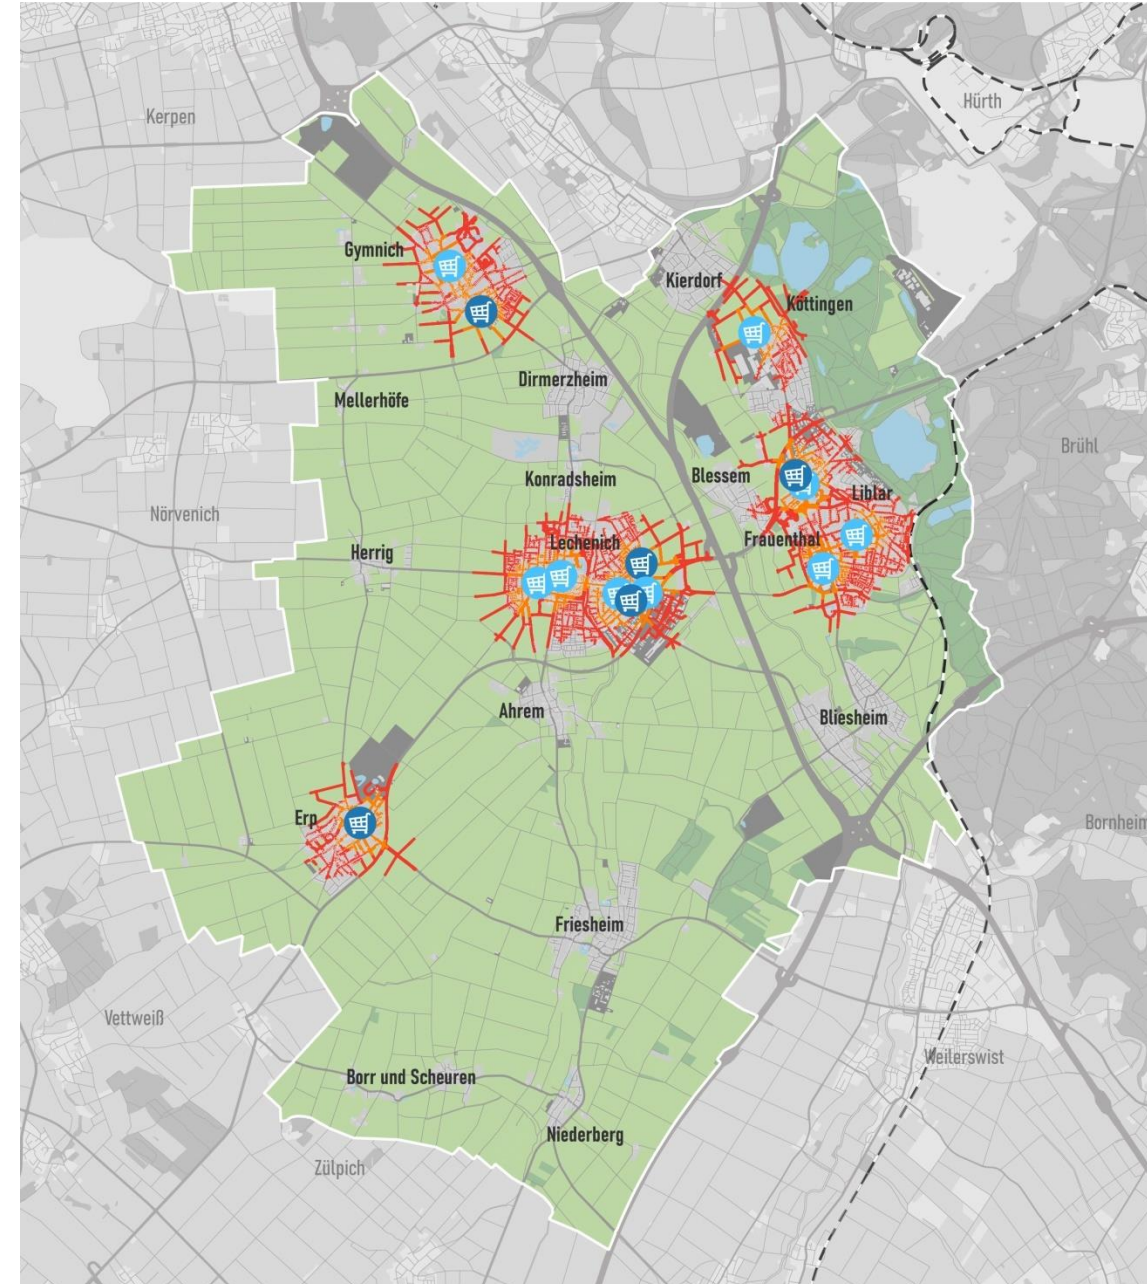 Hürth
Kerpen
Gymnich
Kierdorf
Köttingen
Dirmerzheim
Mellerhöfe
Brühl
Konradsheim
Blessem
Liblar
Nörvenich
Frauenthal
Lechenich
Herrig
Ahrem
Bliesheim
Erp
Bornheim
Friesheim
Vettweiß
Weilerswist
Borr und Scheuren
Niederberg
Zülpich